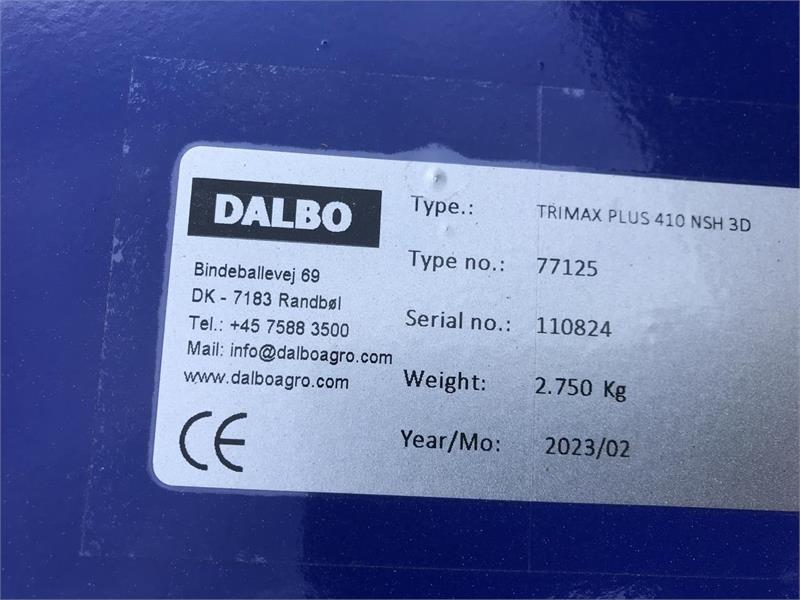 DALBO
Bindeballevej 69
DK - 7183 Randbøl
Tel.: +45 7588 3500
Mail: info@dalboagro.com
www.dalboagro.com
CE
Type.: TRIMAX PLUS 410 NSH 3D
Type no.: 77125
Serial no.: 110824
Weight: 2.750 Kg
Year/Mo: 2023/02